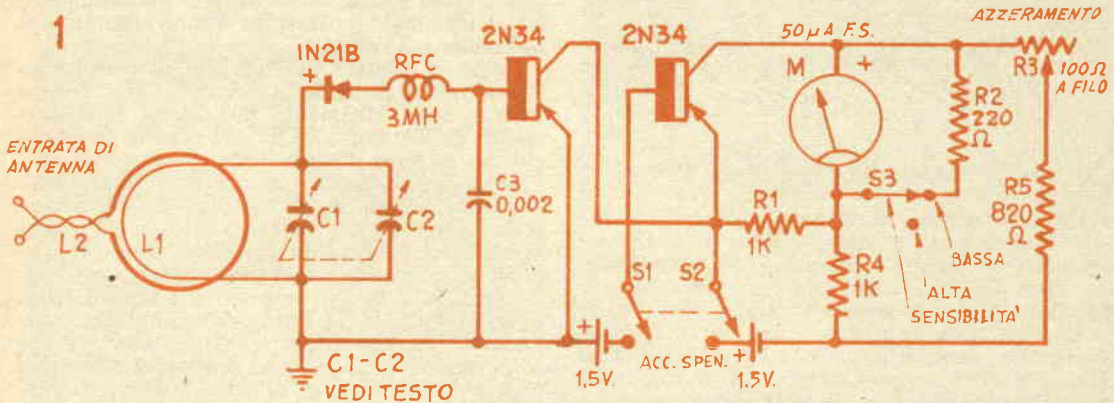 1
1N21B
+
RFC
3MH
2N34
2N34
50µA F.S.
M
+
AZZERAMENTO
R3
100Ω
A FILO
R2
220
Ω
ENTRATA DI
ANTENNA
L2
L1
C1
C2
C3
0,002
R1
1K
S3
R5
820
Ω
R4
1K
BASSA
ALTA
SENSIBILITA'
S1
S2
+
1,5V.
ACC. SPEN.
+
1,5V.
C1-C2
VEDI TESTO